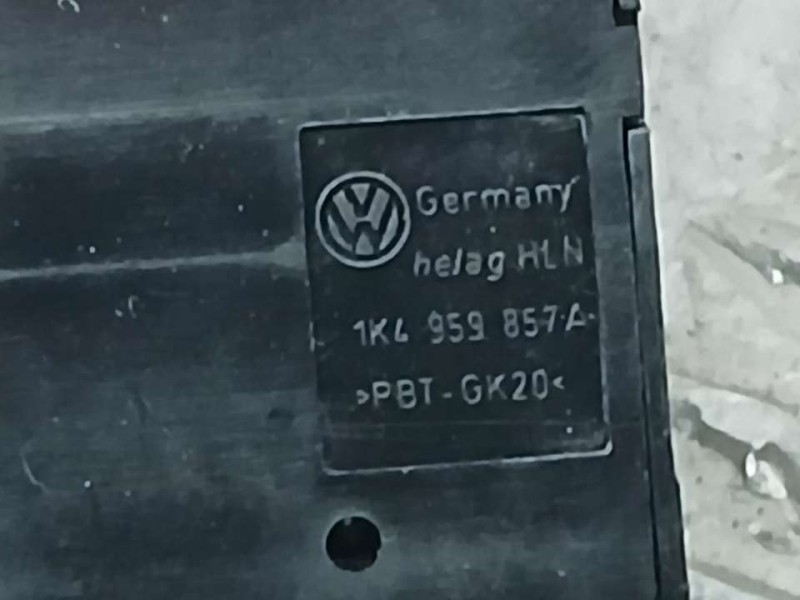 Germany
helag HLN
1K4 959 857 A
>PBT-GK20<